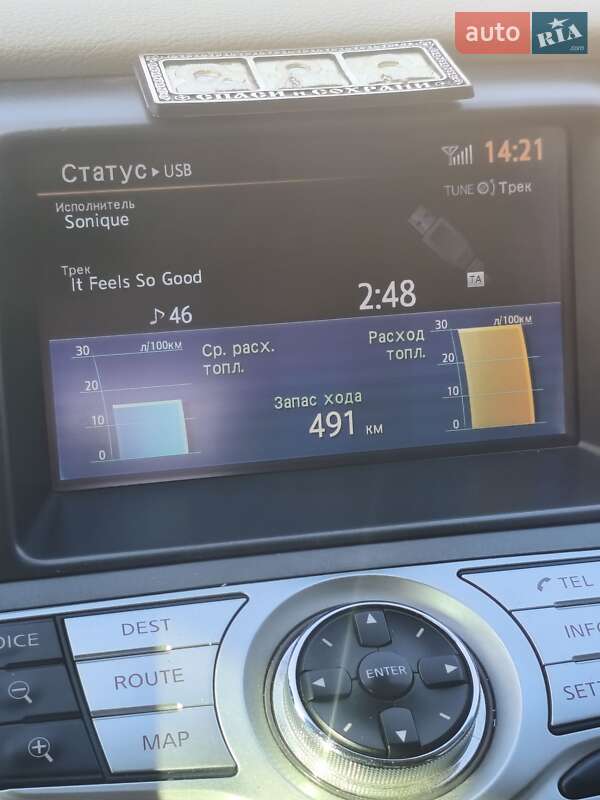 auto RIA .com
СПАСИ и СОХРАНИ
Статус ▸ USB
14:21
TUNE Трек
Исполнитель
Sonique
Трек
It Feels So Good
TA
♪ 46
2:48
30 л/100км
20
10
0
Ср. расх.
топл.
Запас хода
491 км
Расход
топл.
30 л/100км
20
10
0
OICE
DEST
ROUTE
MAP
ENTER
TEL
INF
SET